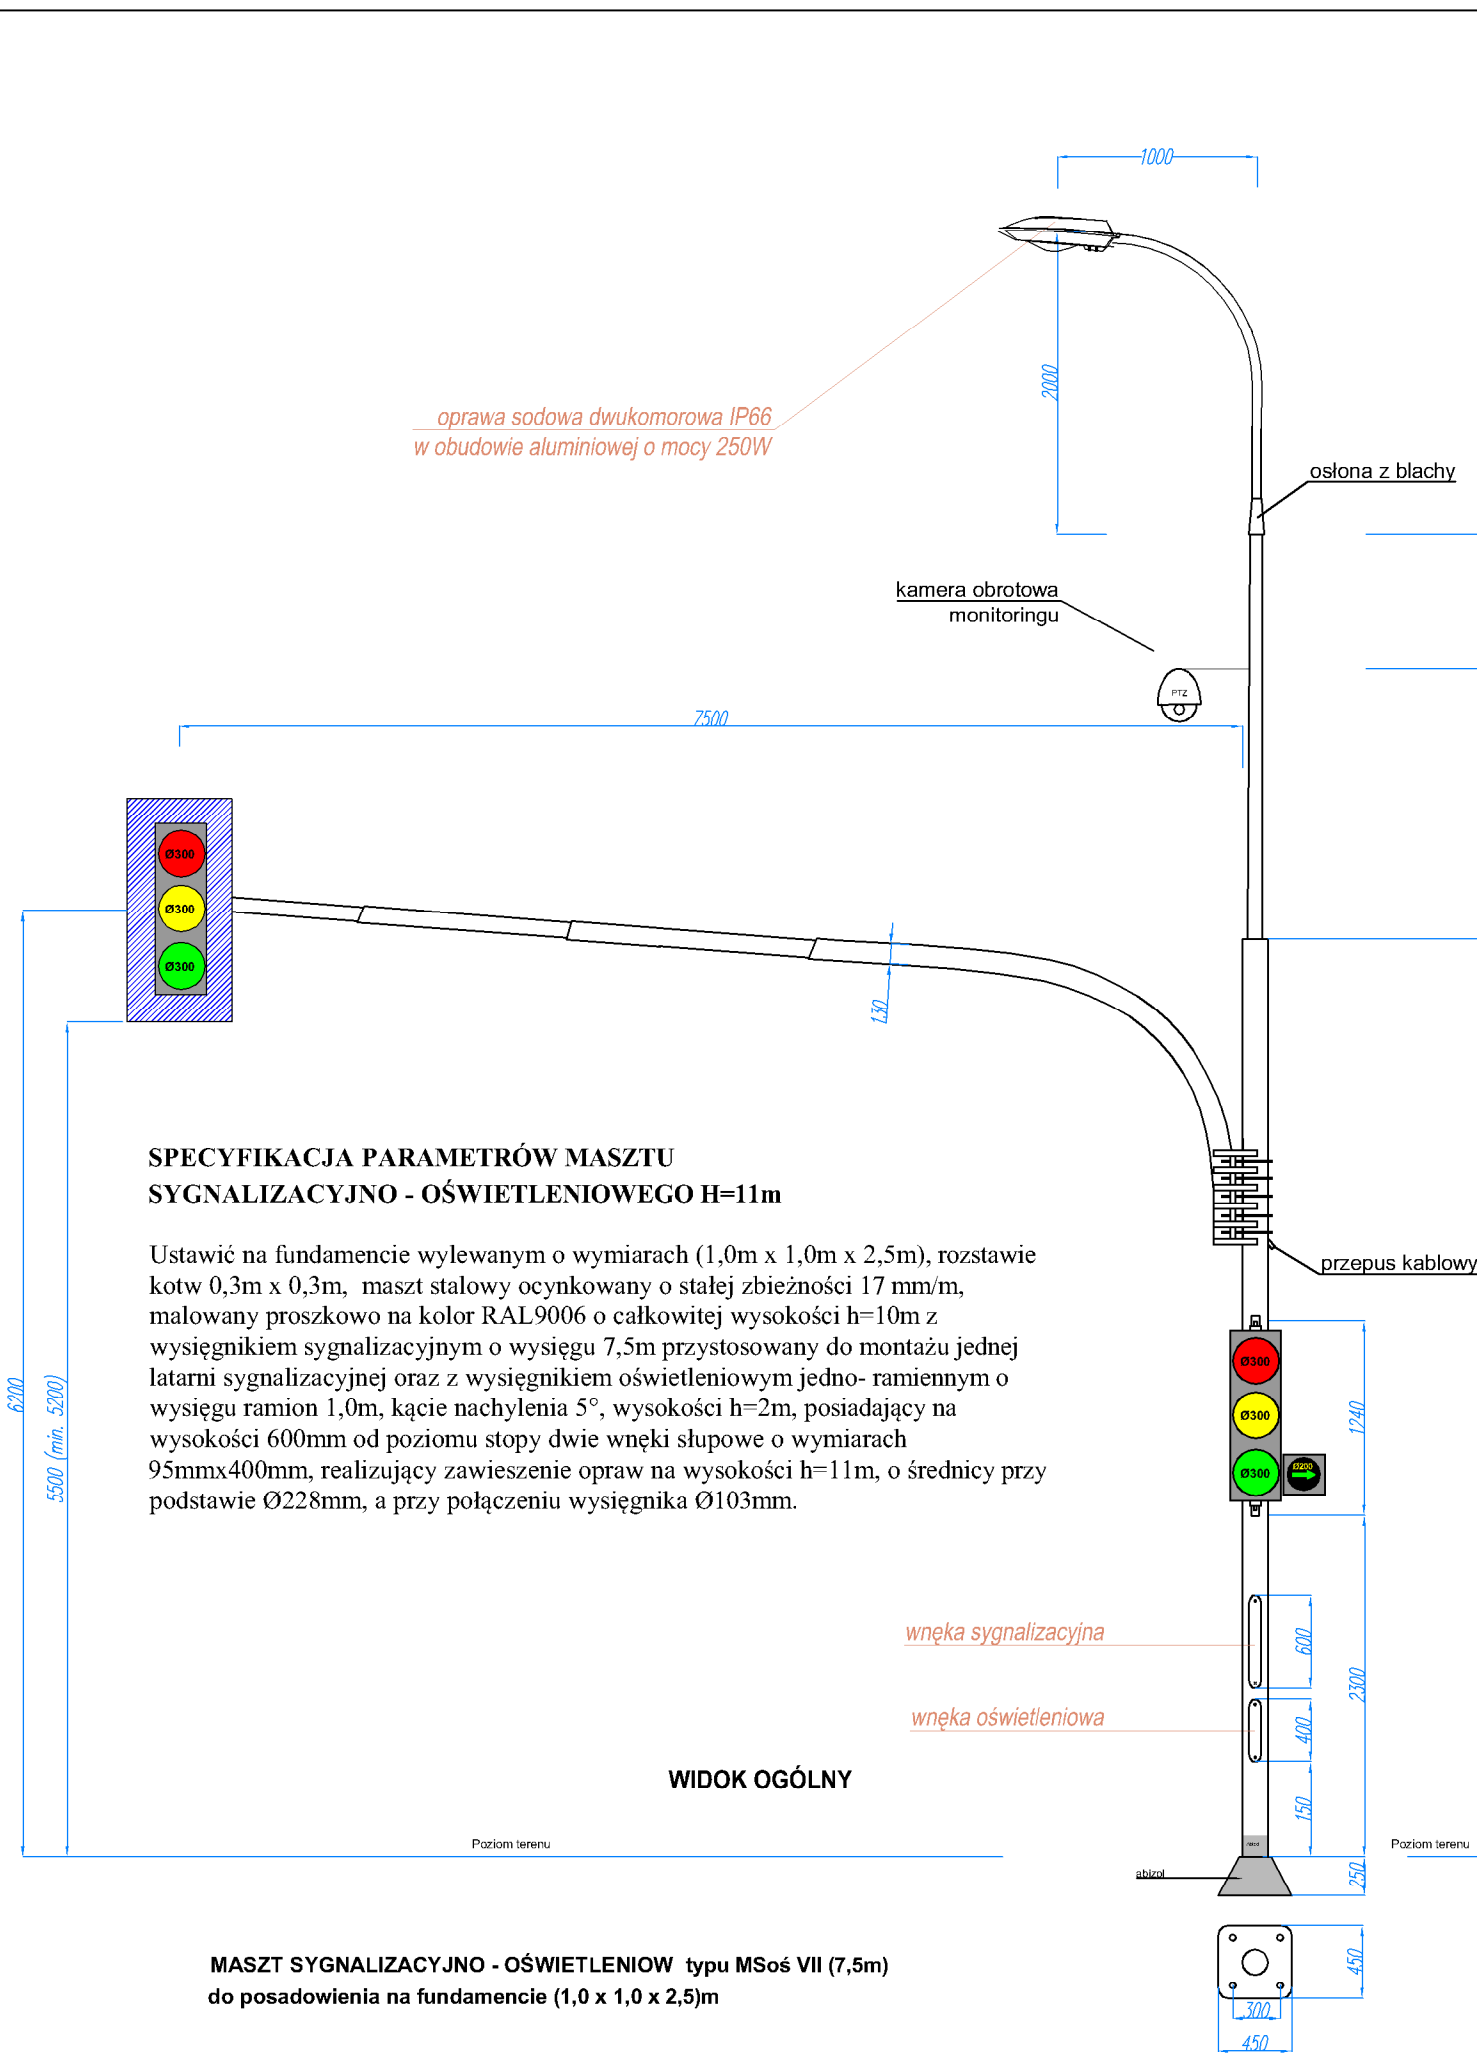 1000
oprawa sodowa dwukomorowa IP66
w obudowie aluminiowej o mocy 250W
2000
osłona z blachy
kamera obrotowa
monitoringu
PTZ
7500
Ø300
Ø300
Ø300
130
SPECYFIKACJA PARAMETRÓW MASZTU
SYGNALIZACYJNO - OŚWIETLENIOWEGO H=11m
Ustawić na fundamencie wylewanym o wymiarach (1,0m x 1,0m x 2,5m), rozstawie
kotw 0,3m x 0,3m, maszt stalowy ocynkowany o stałej zbieżności 17 mm/m,
malowany proszkowo na kolor RAL9006 o całkowitej wysokości h=10m z
wysięgnikiem sygnalizacyjnym o wysięgu 7,5m przystosowany do montażu jednej
latarni sygnalizacyjnej oraz z wysięgnikiem oświetleniowym jedno- ramiennym o
wysięgu ramion 1,0m, kącie nachylenia 5°, wysokości h=2m, posiadający na
wysokości 600mm od poziomu stopy dwie wnęki słupowe o wymiarach
95mmx400mm, realizujący zawieszenie opraw na wysokości h=11m, o średnicy przy
podstawie Ø228mm, a przy połączeniu wysięgnika Ø103mm.
przepus kablowy
6200
5500 (min. 5200)
Ø300
Ø300
Ø300
Ø200
1240
wnęka sygnalizacyjna
600
2300
wnęka oświetleniowa
400
WIDOK OGÓLNY
150
Poziom terenu
Poziom terenu
abizol
250
MASZT SYGNALIZACYJNO - OŚWIETLENIOW typu MSoś VII (7,5m)
do posadowienia na fundamencie (1,0 x 1,0 x 2,5)m
450
300
450